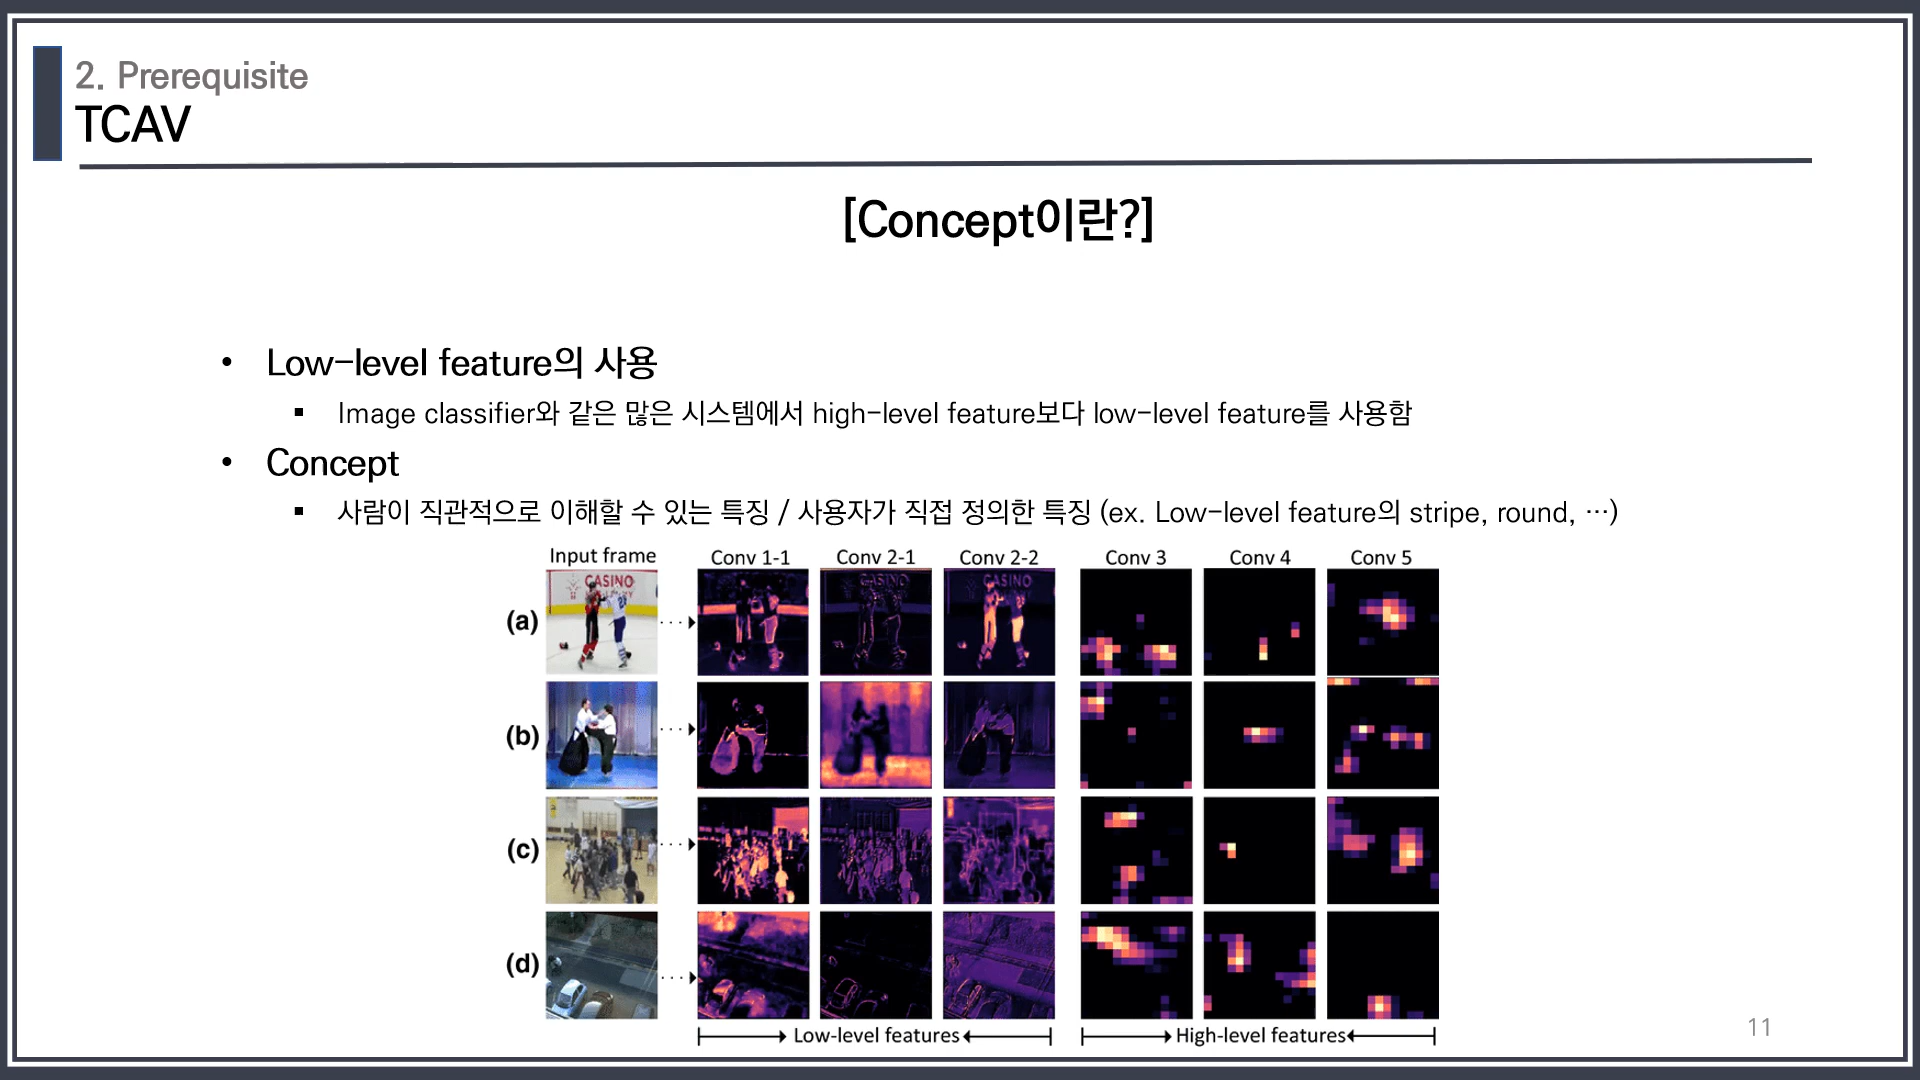 2. Prerequisite
TCAV
[Concept이란?]
• Low-level feature의 사용
▪ Image classifier와 같은 많은 시스템에서 high-level feature보다 low-level feature를 사용함
• Concept
▪ 사람이 직관적으로 이해할 수 있는 특징 / 사용자가 직접 정의한 특징 (ex. Low-level feature의 stripe, round, …)
Input frame Conv 1-1 Conv 2-1 Conv 2-2 Conv 3 Conv 4 Conv 5
CASINO
CASINO
CASINO
(a)
(b)
(c)
(d)
Low-level features High-level features
11